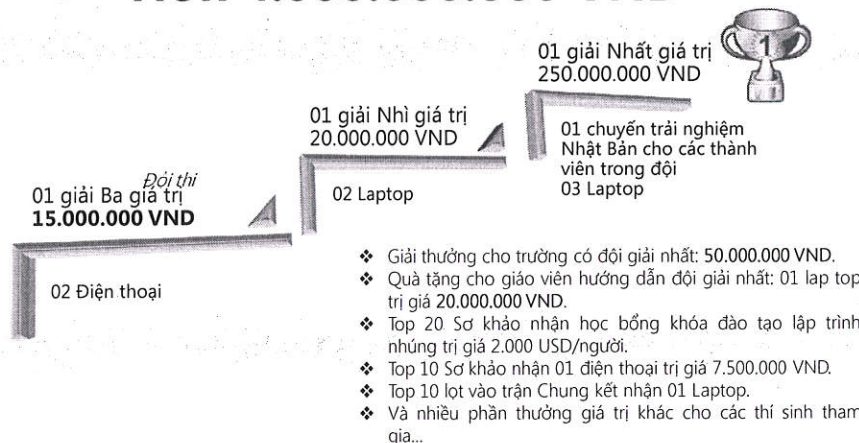 01 giải Nhất giá trị
250.000.000 VND
1
01 chuyến trải nghiệm
Nhật Bản cho các thành
viên trong đội
03 Laptop
01 giải Nhì giá trị
20.000.000 VND
02 Laptop
Đội thi
01 giải Ba giá trị
15.000.000 VND
02 Điện thoại
❖ Giải thưởng cho trường có đội giải nhất: 50.000.000 VND.
❖ Quà tặng cho giáo viên hướng dẫn đội giải nhất: 01 lap top
trị giá 20.000.000 VND.
❖ Top 20 Sơ khảo nhận học bổng khóa đào tạo lập trình
nhúng trị giá 2.000 USD/người.
❖ Top 10 Sơ khảo nhận 01 điện thoại trị giá 7.500.000 VND.
❖ Top 10 lọt vào trận Chung kết nhận 01 Laptop.
❖ Và nhiều phần thưởng giá trị khác cho các thí sinh tham
gia...